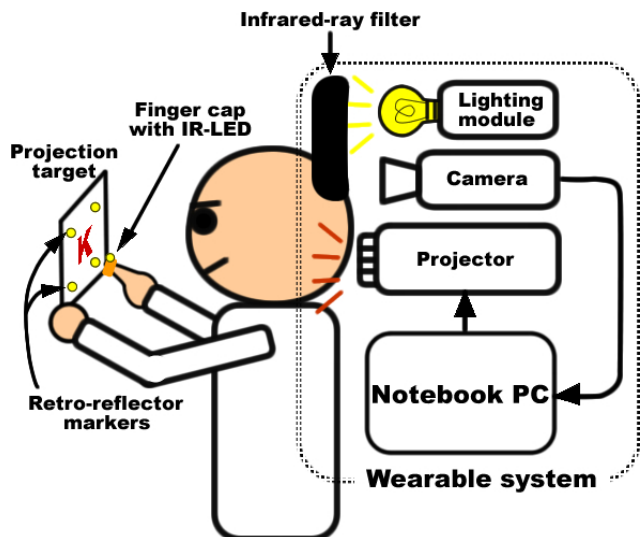 Infrared-ray filter
Finger cap
with IR-LED
Lighting
module
Projection
target
Camera
K
Projector
Notebook PC
Retro-reflector
markers
Wearable system